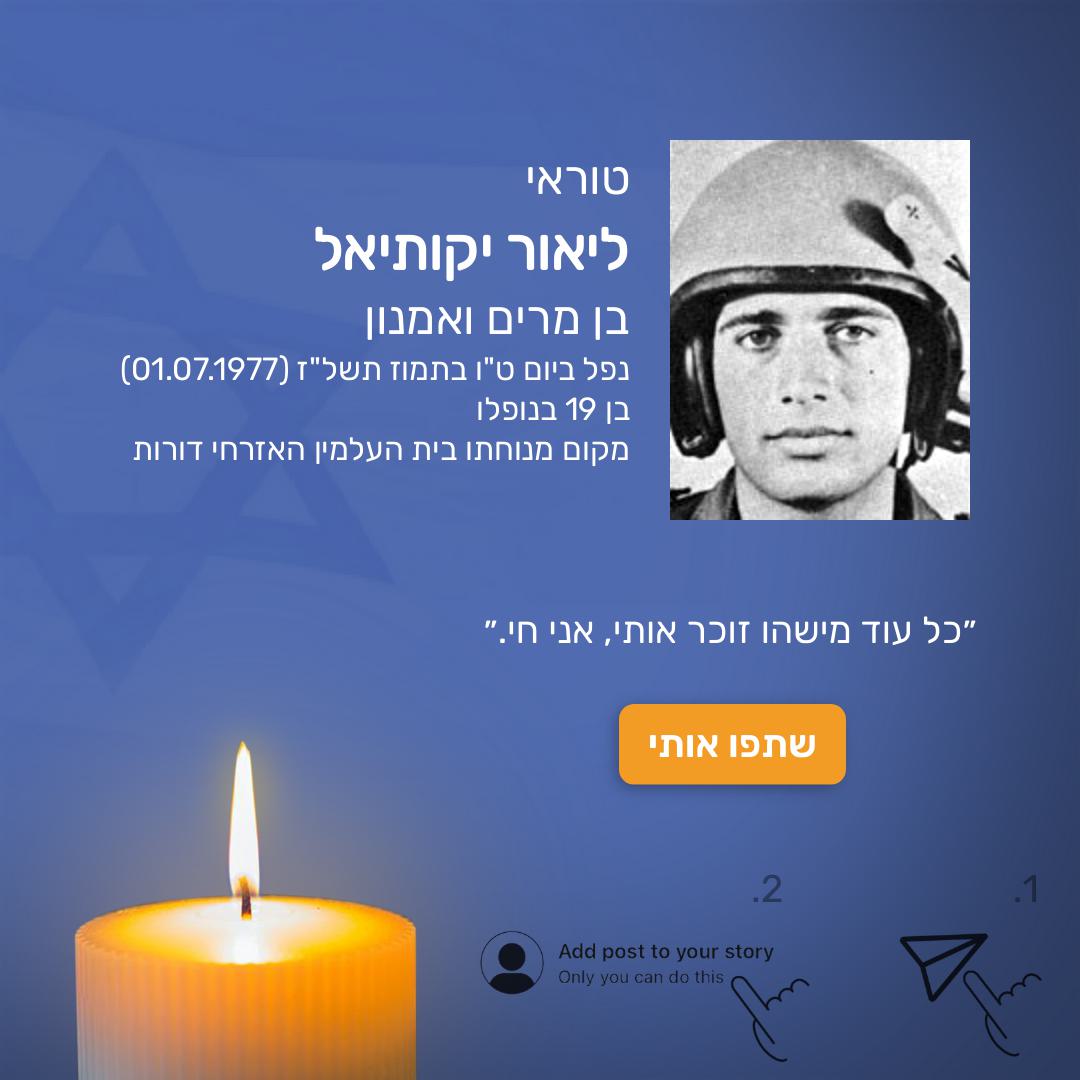 טוראי
ליאור יקותיאל
בן מרים ואמנון
נפל ביום ט"ו בתמוז תשל"ז (01.07.1977)
בן 19 בנופלו
מקום מנוחתו בית העלמין האזרחי דורות
״כל עוד מישהו זוכר אותי, אני חי.״
שתפו אותי
.1
.2
Add post to your story
Only you can do this